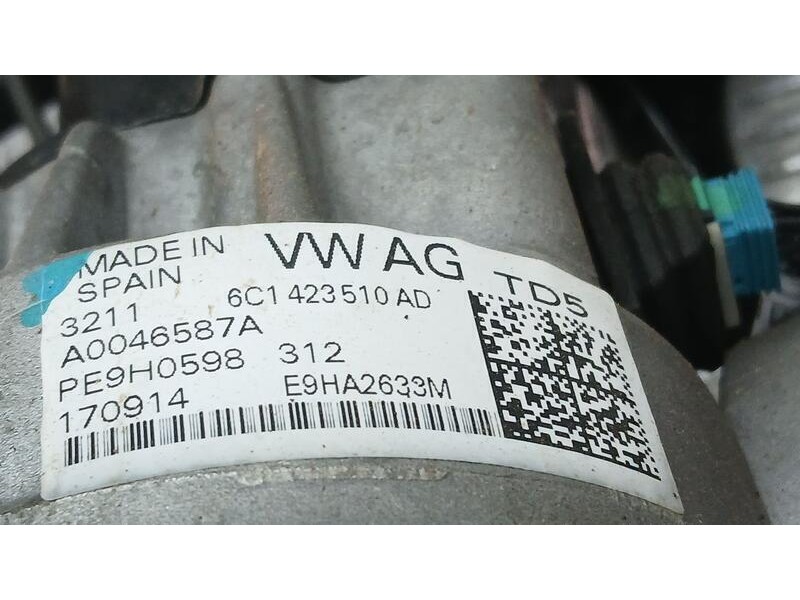 MADE IN SPAIN
VW AG
TD5
3211
6C1 423 510 AD
A0046587A
PE9H0598
312
170914
E9HA2633M